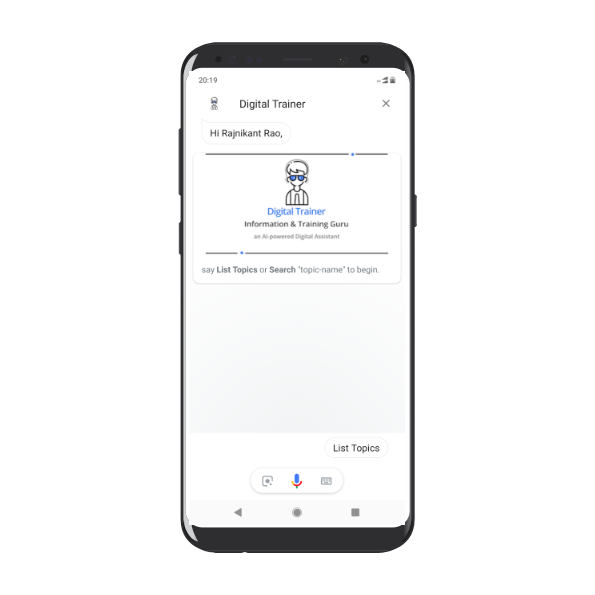 20:19
Digital Trainer
Hi Rajnikant Rao,
Digital Trainer
Information & Training Guru
an AI-powered Digital Assistant
say List Topics or Search "topic-name" to begin.
List Topics